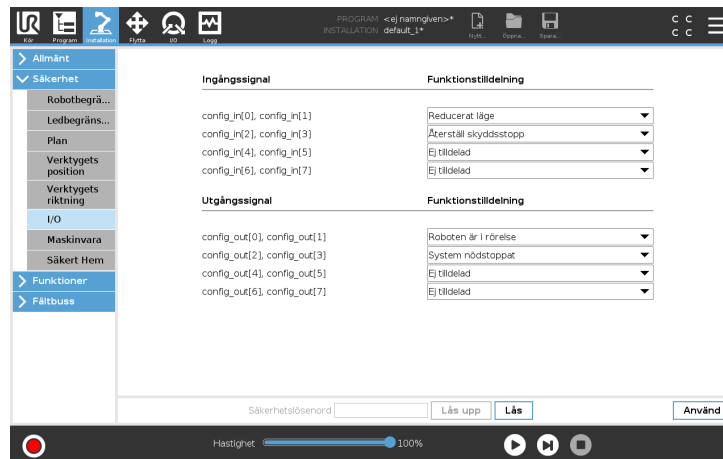 PROGRAM <ej namngiven>*
INSTALLATION default_1*
Kör Program Installation Flytta I/O Logg Nytt... Öppna... Spara...
C C
C C
Allmänt
Säkerhet
Robotbegrä...
Ledbegräns...
Plan
Verktygets
position
Verktygets
riktning
I/O
Maskinvara
Säkert Hem
Funktioner
Fältbuss
Ingångssignal Funktionstilldelning
config_in[0], config_in[1] Reducerat läge
config_in[2], config_in[3] Återställ skyddsstopp
config_in[4], config_in[5] Ej tilldelad
config_in[6], config_in[7] Ej tilldelad
Utgångssignal Funktionstilldelning
config_out[0], config_out[1] Roboten är i rörelse
config_out[2], config_out[3] System nödstoppat
config_out[4], config_out[5] Ej tilldelad
config_out[6], config_out[7] Ej tilldelad
Säkerhetslösenord Lås upp Lås Använd
Hastighet 100%